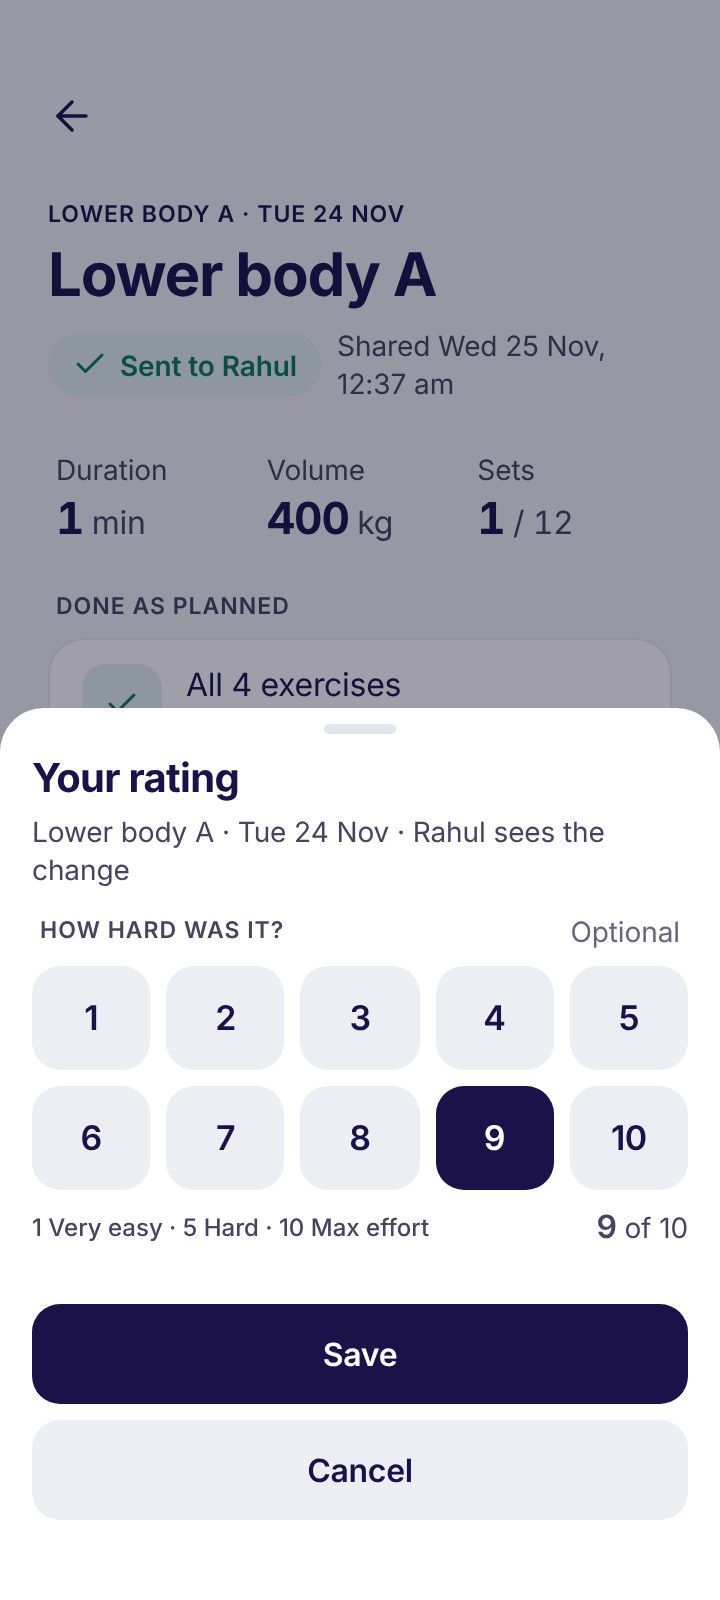 LOWER BODY A · TUE 24 NOV
Lower body A
Sent to Rahul
Shared Wed 25 Nov,
12:37 am
Duration
Volume
Sets
1 min
400 kg
1 / 12
DONE AS PLANNED
All 4 exercises
Your rating
Lower body A · Tue 24 Nov · Rahul sees the
change
HOW HARD WAS IT?
Optional
1
2
3
4
5
6
7
8
9
10
1 Very easy · 5 Hard · 10 Max effort
9 of 10
Save
Cancel